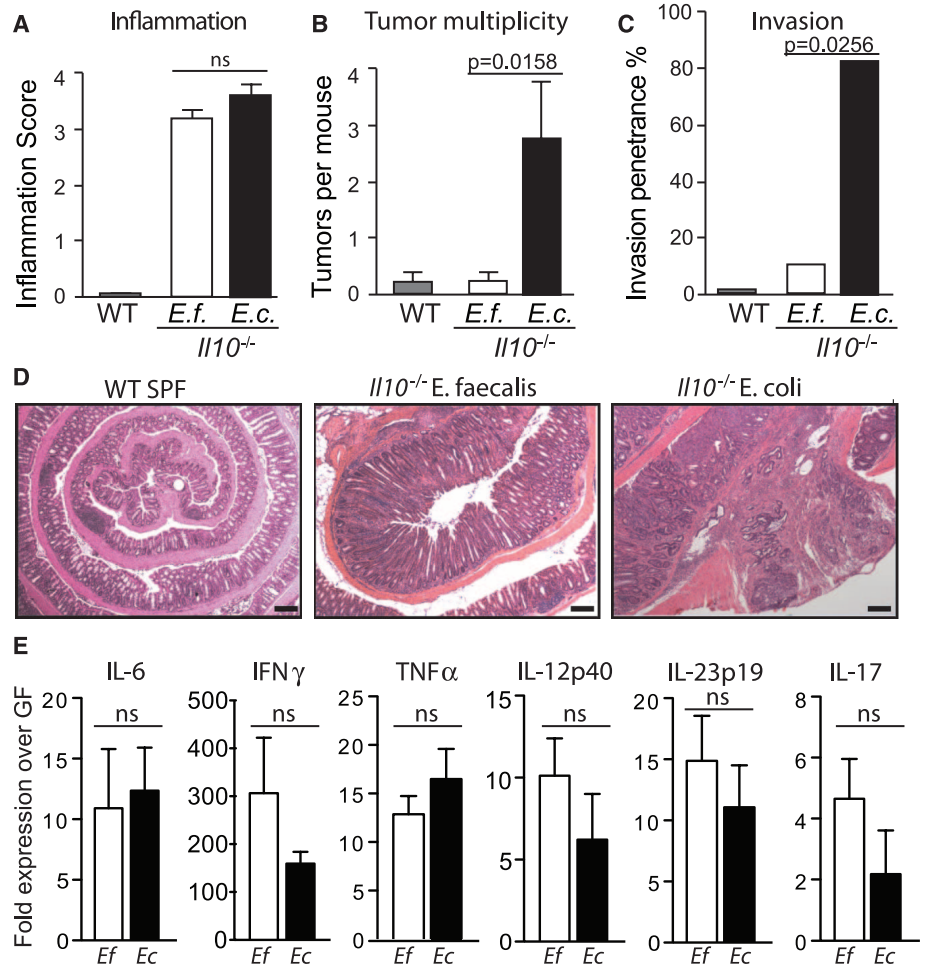 A Inflammation
Inflammation Score
ns
4
3
2
1
0
WT E.f. E.c.
Il10-/-
B Tumor multiplicity
Tumors per mouse
p=0.0158
4
3
2
1
0
WT E.f. E.c.
Il10-/-
C Invasion
Invasion penetrance %
p=0.0256
100
80
60
40
20
0
WT E.f. E.c.
Il10-/-
D
WT SPF
Il10-/- E. faecalis
Il10-/- E. coli
E
Fold expression over GF
IL-6
ns
20
15
10
5
0
Ef Ec
IFNγ
ns
500
400
300
200
100
0
Ef Ec
TNFα
ns
25
20
15
10
5
0
Ef Ec
IL-12p40
ns
15
10
5
0
Ef Ec
IL-23p19
ns
20
15
10
5
0
Ef Ec
IL-17
ns
8
6
4
2
0
Ef Ec